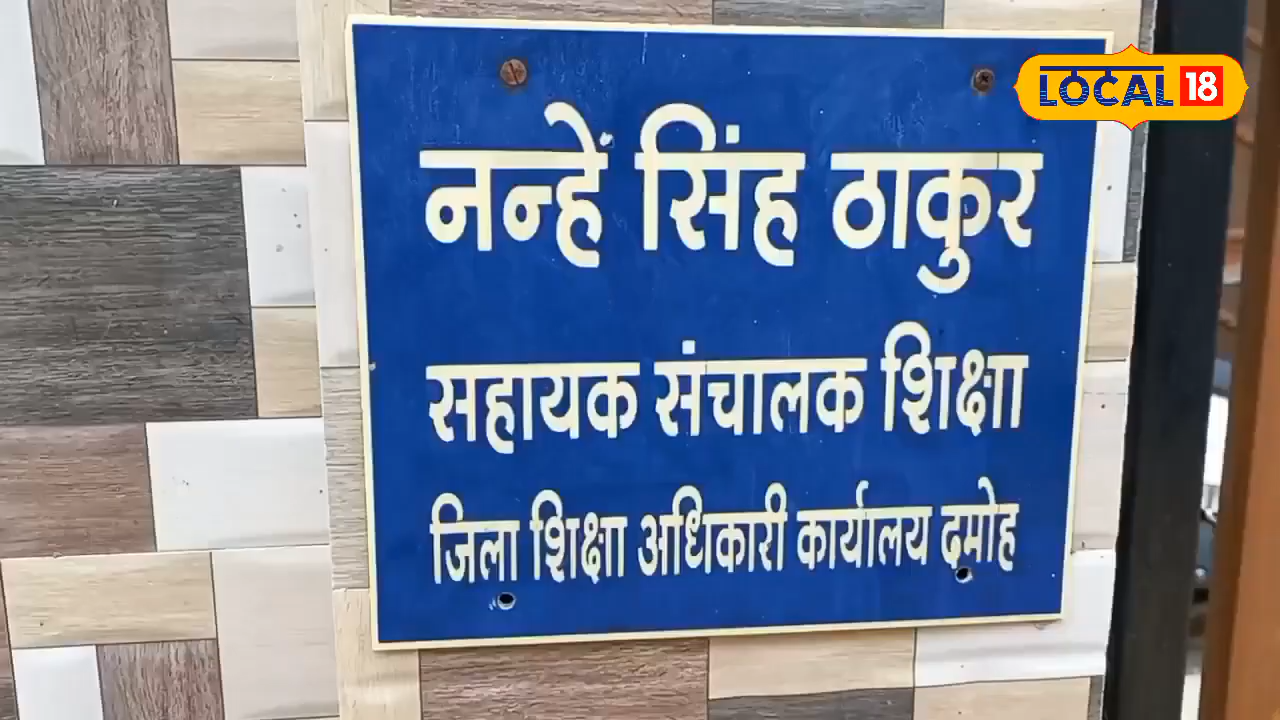 LOCAL 18
नन्हें सिंह ठाकुर
सहायक संचालक शिक्षा
जिला शिक्षा अधिकारी कार्यालय दमोह